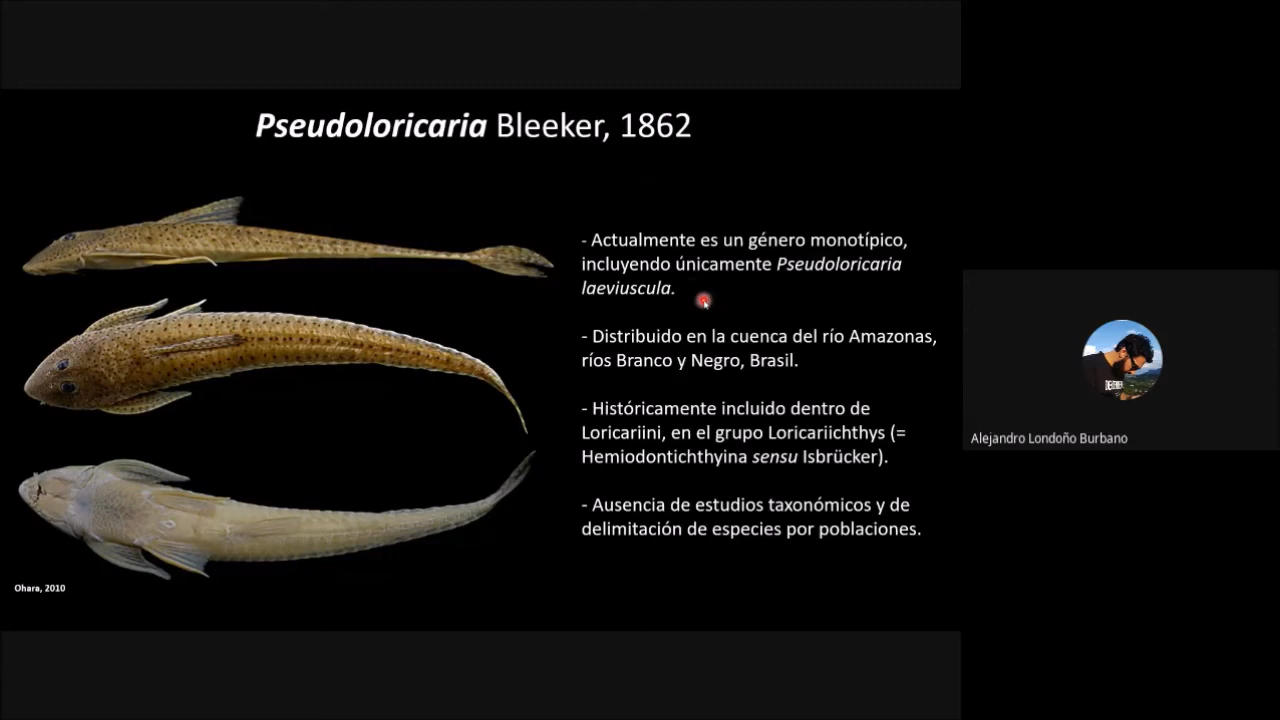 Pseudoloricaria Bleeker, 1862
- Actualmente es un género monotípico,
incluyendo únicamente Pseudoloricaria
laeviuscula.
- Distribuido en la cuenca del río Amazonas,
ríos Branco y Negro, Brasil.
- Históricamente incluido dentro de
Loricariini, en el grupo Loricariichthys (=
Hemiodontichthyina sensu Isbrücker).
- Ausencia de estudios taxonómicos y de
delimitación de especies por poblaciones.
Ohara, 2010
Alejandro Londoño Burbano